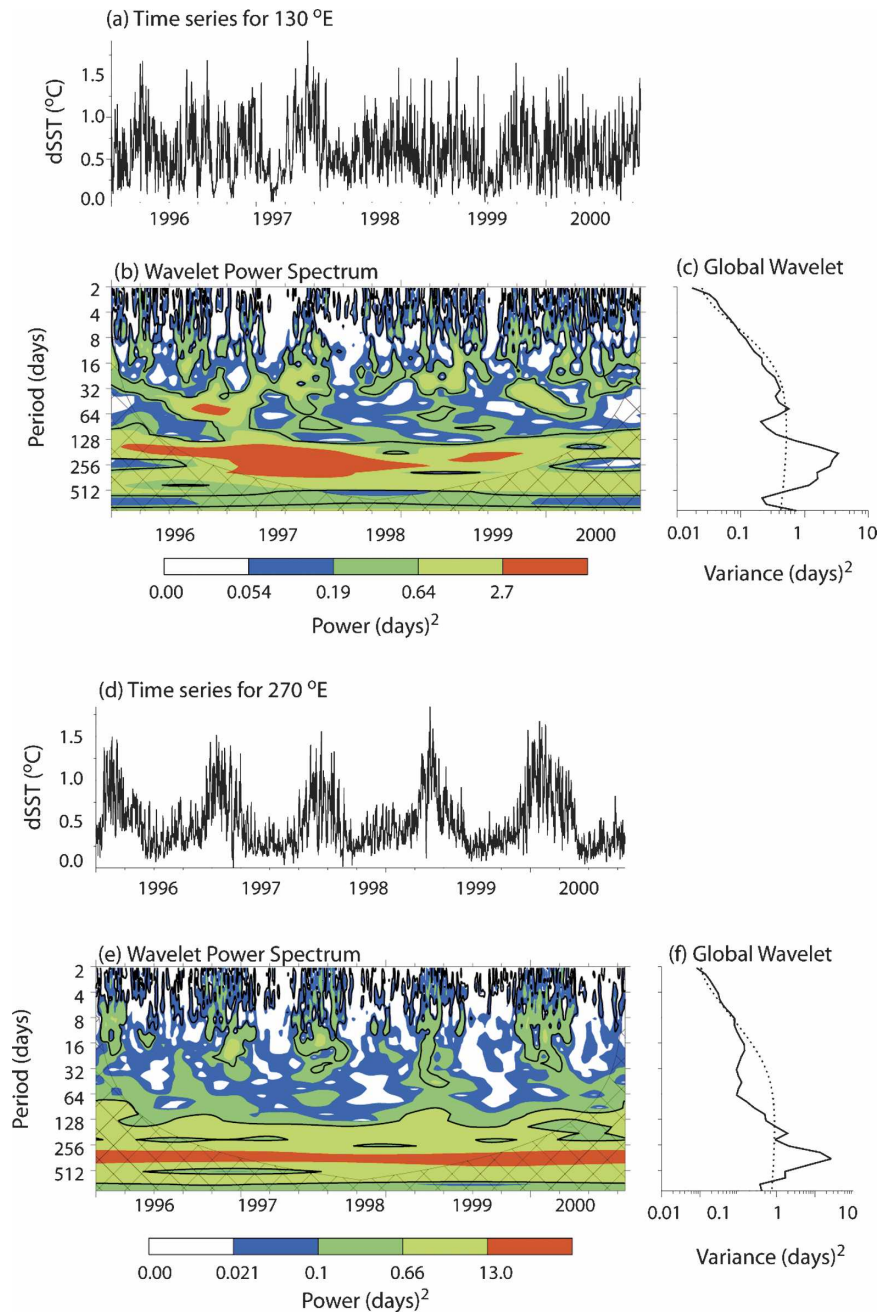 (a) Time series for 130 °E
dSST (°C)
1.5
1.0
0.5
0.0
1996 1997 1998 1999 2000
(b) Wavelet Power Spectrum
Period (days)
2
4
8
16
32
64
128
256
512
1996 1997 1998 1999 2000
0.00 0.054 0.19 0.64 2.7
Power (days)²
(c) Global Wavelet
0.01 0.1 1 10
Variance (days)²
(d) Time series for 270 °E
dSST (°C)
1.5
1.0
0.5
0.0
1996 1997 1998 1999 2000
(e) Wavelet Power Spectrum
Period (days)
2
4
8
16
32
64
128
256
512
1996 1997 1998 1999 2000
0.00 0.021 0.1 0.66 13.0
Power (days)²
(f) Global Wavelet
0.01 0.1 1 10
Variance (days)²